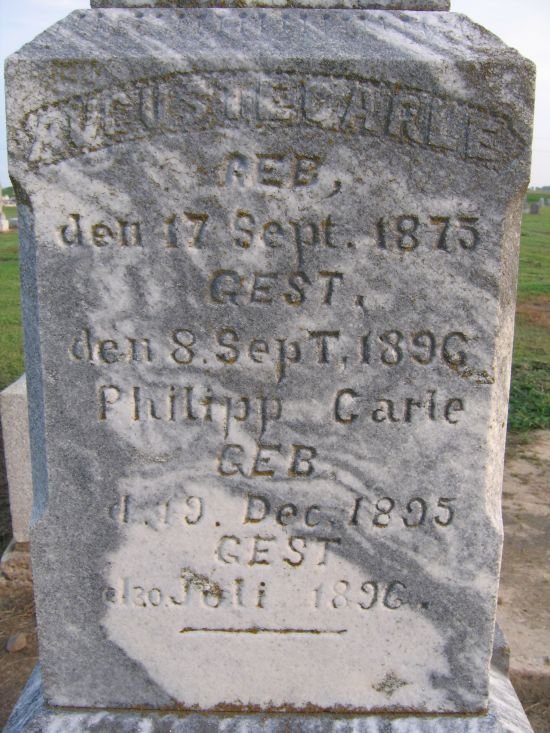 AUGUSTE CARLE
GEB.
den 17 Sept. 1875
GEST.
den 8. SepT. 1896
Philipp Carle
GEB.
d. 19. Dec. 1895
GEST
d. 20. Juli 1896.